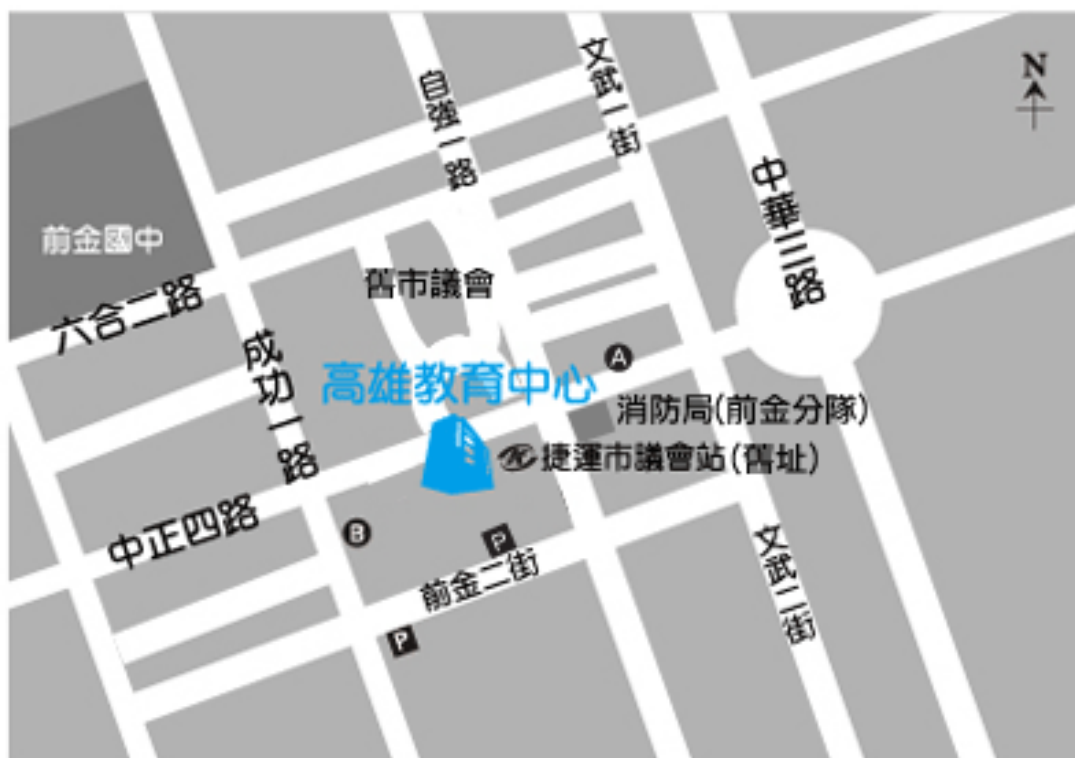 N
自強一路
文武一街
中華三路
前金國中
六合二路
舊市議會
成功一路
A
高雄教育中心
消防局(前金分隊)
捷運市議會站(舊址)
中正四路
B
P
前金二街
文武二街
P